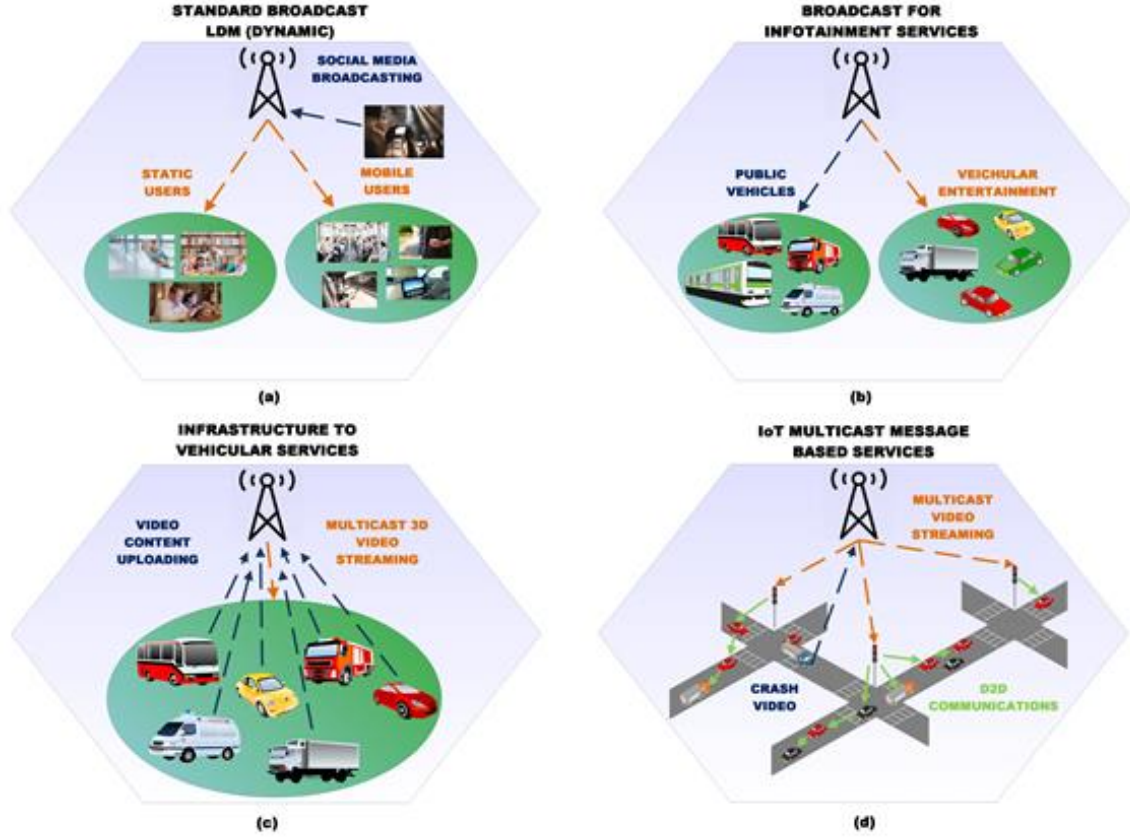 STANDARD BROADCAST
LDM (DYNAMIC)
SOCIAL MEDIA
BROADCASTING
STATIC
USERS
MOBILE
USERS
(a)
BROADCAST FOR
INFOTAINMENT SERVICES
PUBLIC
VEHICLES
VEICHULAR
ENTERTAINMENT
(b)
INFRASTRUCTURE TO
VEHICULAR SERVICES
VIDEO
CONTENT
UPLOADING
MULTICAST 3D
VIDEO
STREAMING
(c)
IoT MULTICAST MESSAGE
BASED SERVICES
MULTICAST
VIDEO
STREAMING
CRASH
VIDEO
D2D
COMMUNICATIONS
(d)